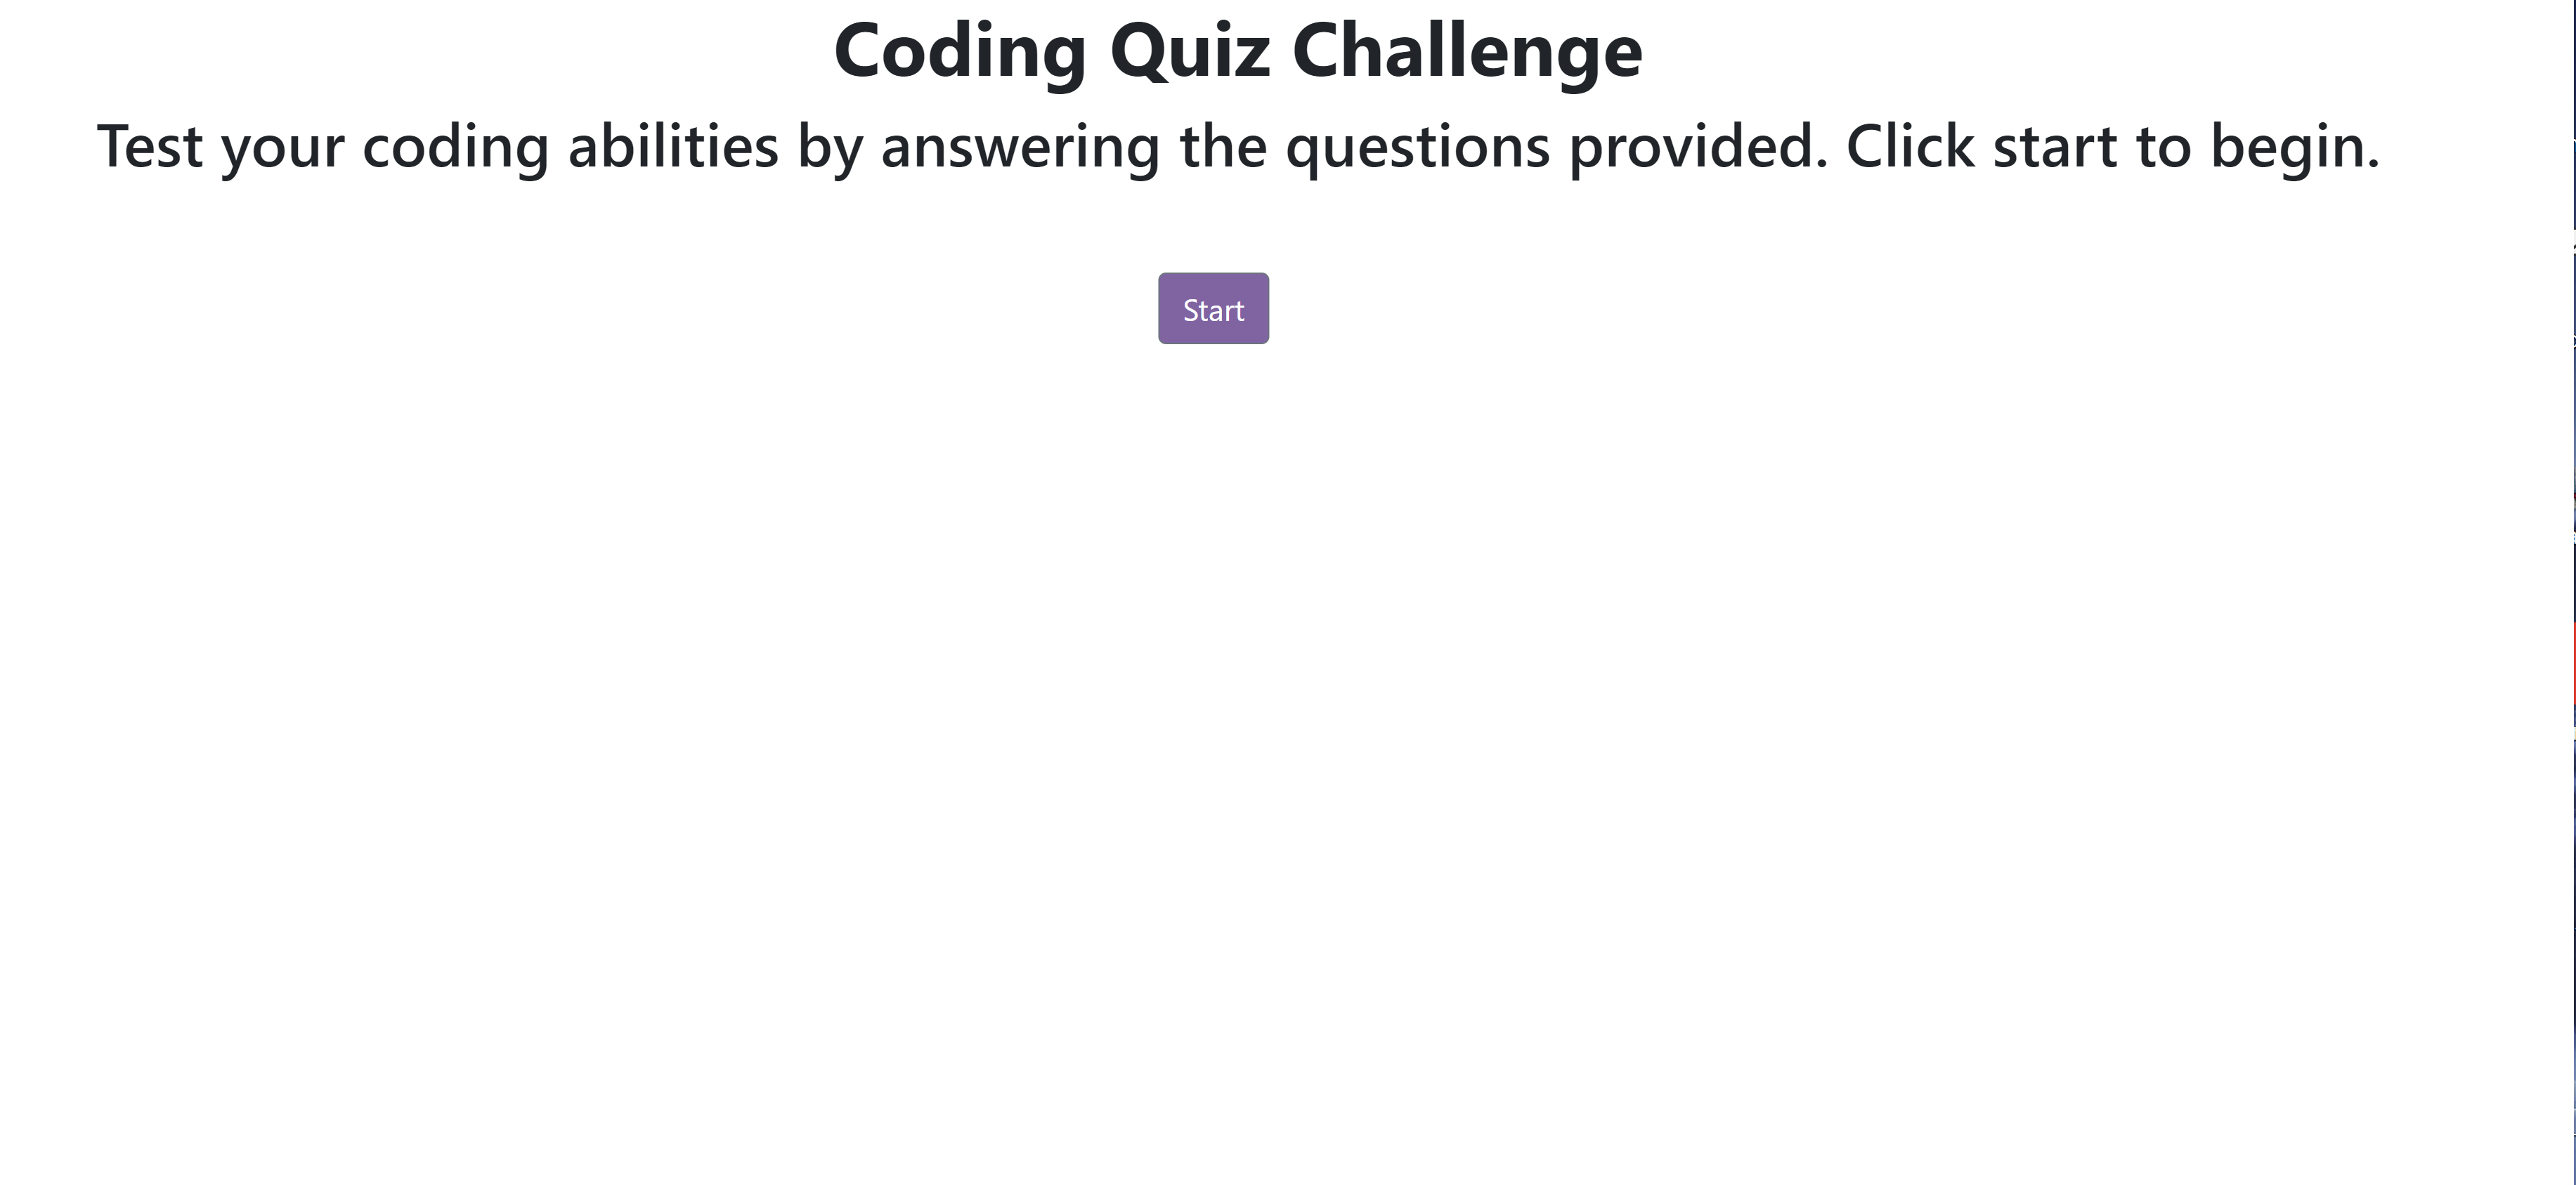 Coding Quiz Challenge
Test your coding abilities by answering the questions provided. Click start to begin.
Start